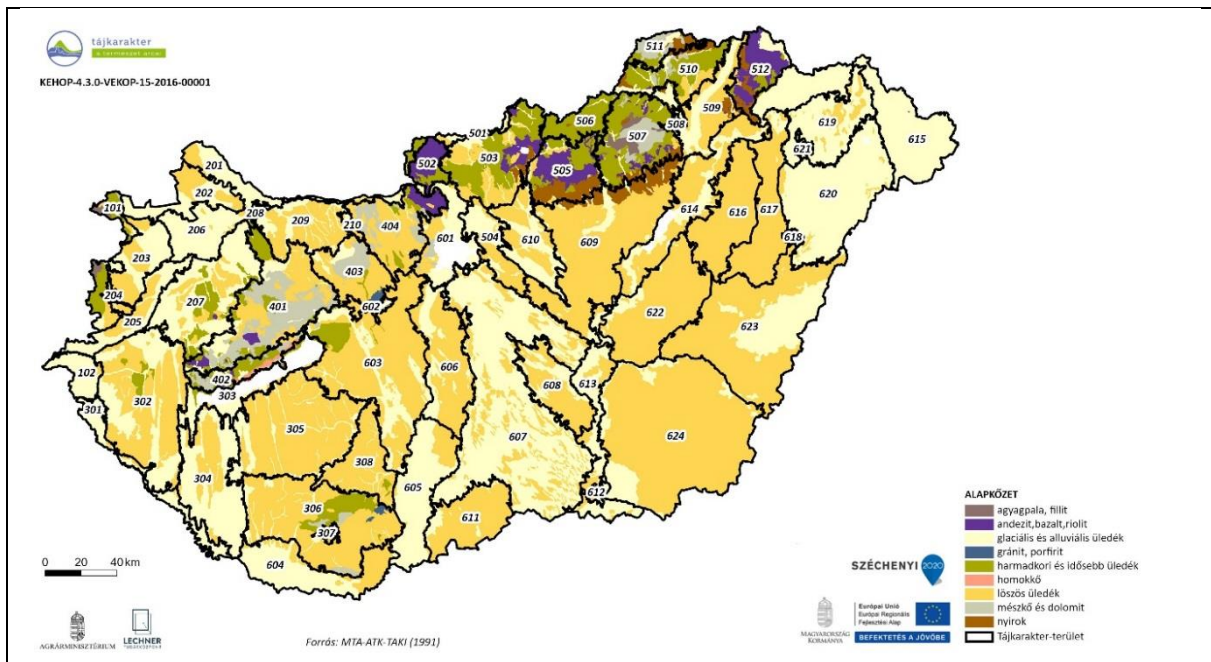 tájkarakter
a természet arcai
KEHOP-4.3.0-VEKOP-15-2016-00001
511
510
512
501
506
509
502
503
507
508
619
615
505
621
201
101
202
208
209
210
404
601
504
610
609
614
616
617
620
206
203
403
618
204
207
401
602
205
622
623
102
402
603
606
608
613
301
302
303
305
607
624
304
308
605
612
306
307
611
604
ALAPKŐZET
agyagpala, fillit
andezit,bazalt,riolit
glaciális és alluviális üledék
gránit, porfirit
harmadkori és idősebb üledék
homokkő
löszös üledék
mészkő és dolomit
nyirok
Tájkarakter-terület
0 20 40 km
SZÉCHENYI 2020
Európai Unió
Európai Regionális
Fejlesztési Alap
MAGYARORSZÁG
KORMÁNYA
BEFEKTETÉS A JÖVŐBE
AGRÁRMINISZTÉRIUM
LECHNER
TUDÁSKÖZPONT
Forrás: MTA-ATK-TAKI (1991)